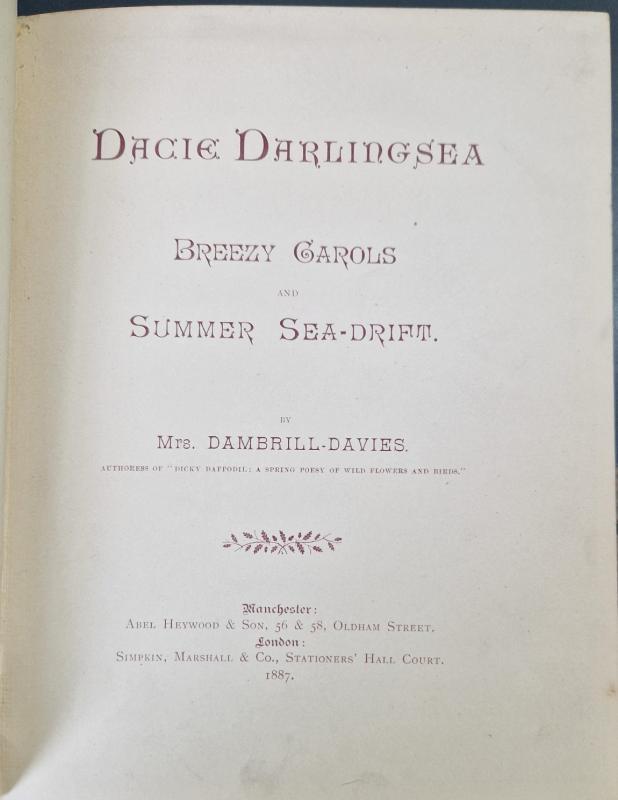 Dacie Darlingsea
Breezy Carols
AND
Summer Sea-Drift.
BY
Mrs. DAMBRILL-DAVIES.
AUTHORESS OF "DICKY DAFFODIL: A SPRING POESY OF WILD FLOWERS AND BIRDS."
Manchester:
Abel Heywood & Son, 56 & 58, Oldham Street.
London:
Simpkin, Marshall & Co., Stationers' Hall Court.
1887.